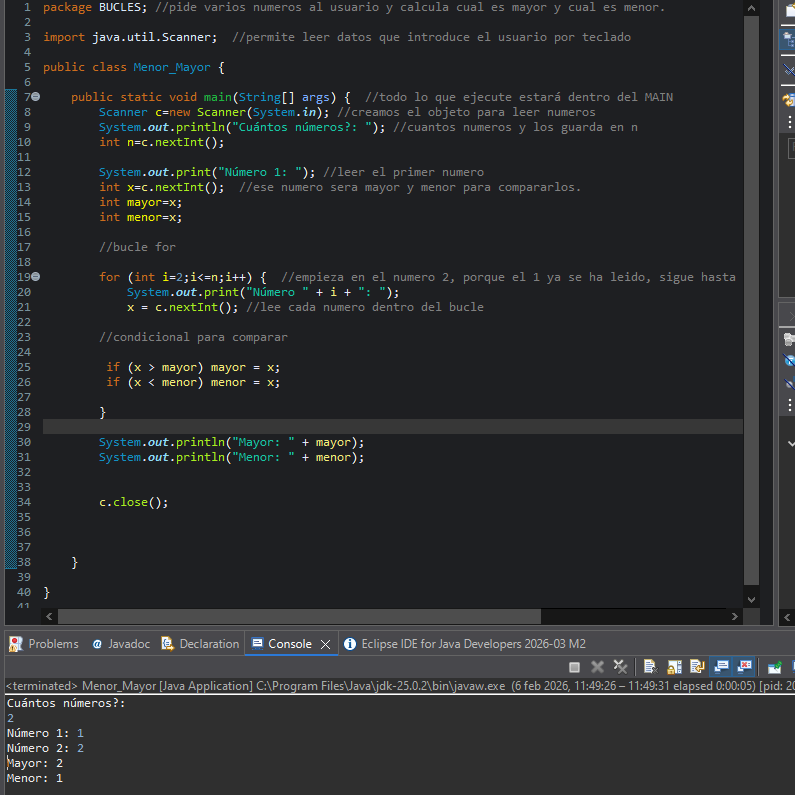 1 package BUCLES; //pide varios numeros al usuario y calcula cual es mayor y cual es menor.
2
3 import java.util.Scanner;  //permite leer datos que introduce el usuario por teclado
4
5 public class Menor_Mayor {
6
7     public static void main(String[] args) {  //todo lo que ejecute estará dentro del MAIN
8         Scanner c=new Scanner(System.in); //creamos el objeto para leer numeros
9         System.out.println("Cuántos números?: "); //cuantos numeros y los guarda en n
10         int n=c.nextInt();
11
12         System.out.print("Número 1: "); //leer el primer numero
13         int x=c.nextInt();  //ese numero sera mayor y menor para compararlos.
14         int mayor=x;
15         int menor=x;
16
17         //bucle for
18
19         for (int i=2;i<=n;i++) {  //empieza en el numero 2, porque el 1 ya se ha leido, sigue hasta
20             System.out.print("Número " + i + ": ");
21             x = c.nextInt(); //lee cada numero dentro del bucle
22
23         //condicional para comparar
24
25          if (x > mayor) mayor = x;
26          if (x < menor) menor = x;
27
28         }
29
30         System.out.println("Mayor: " + mayor);
31         System.out.println("Menor: " + menor);
32
33
34         c.close();
35
36
37
38     }
39
40 }
41
Problems Javadoc Declaration Console Eclipse IDE for Java Developers 2026-03 M2
<terminated> Menor_Mayor [Java Application] C:\Program Files\Java\jdk-25.0.2\bin\javaw.exe (6 feb 2026, 11:49:26 – 11:49:31 elapsed 0:00:05) [pid: 20
Cuántos números?:
2
Número 1: 1
Número 2: 2
Mayor: 2
Menor: 1